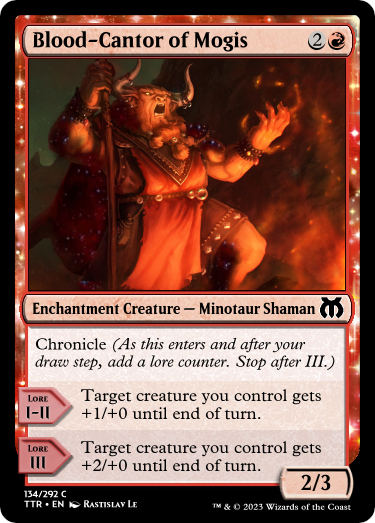 Blood-Cantor of Mogis 2
Enchantment Creature — Minotaur Shaman
Chronicle (As this enters and after your
draw step, add a lore counter. Stop after III.)
LORE
I-II
Target creature you control gets
+1/+0 until end of turn.
LORE
III
Target creature you control gets
+2/+0 until end of turn.
2/3
134/292 C
TTR • EN Rastislav Le
™ & © 2023 Wizards of the Coast